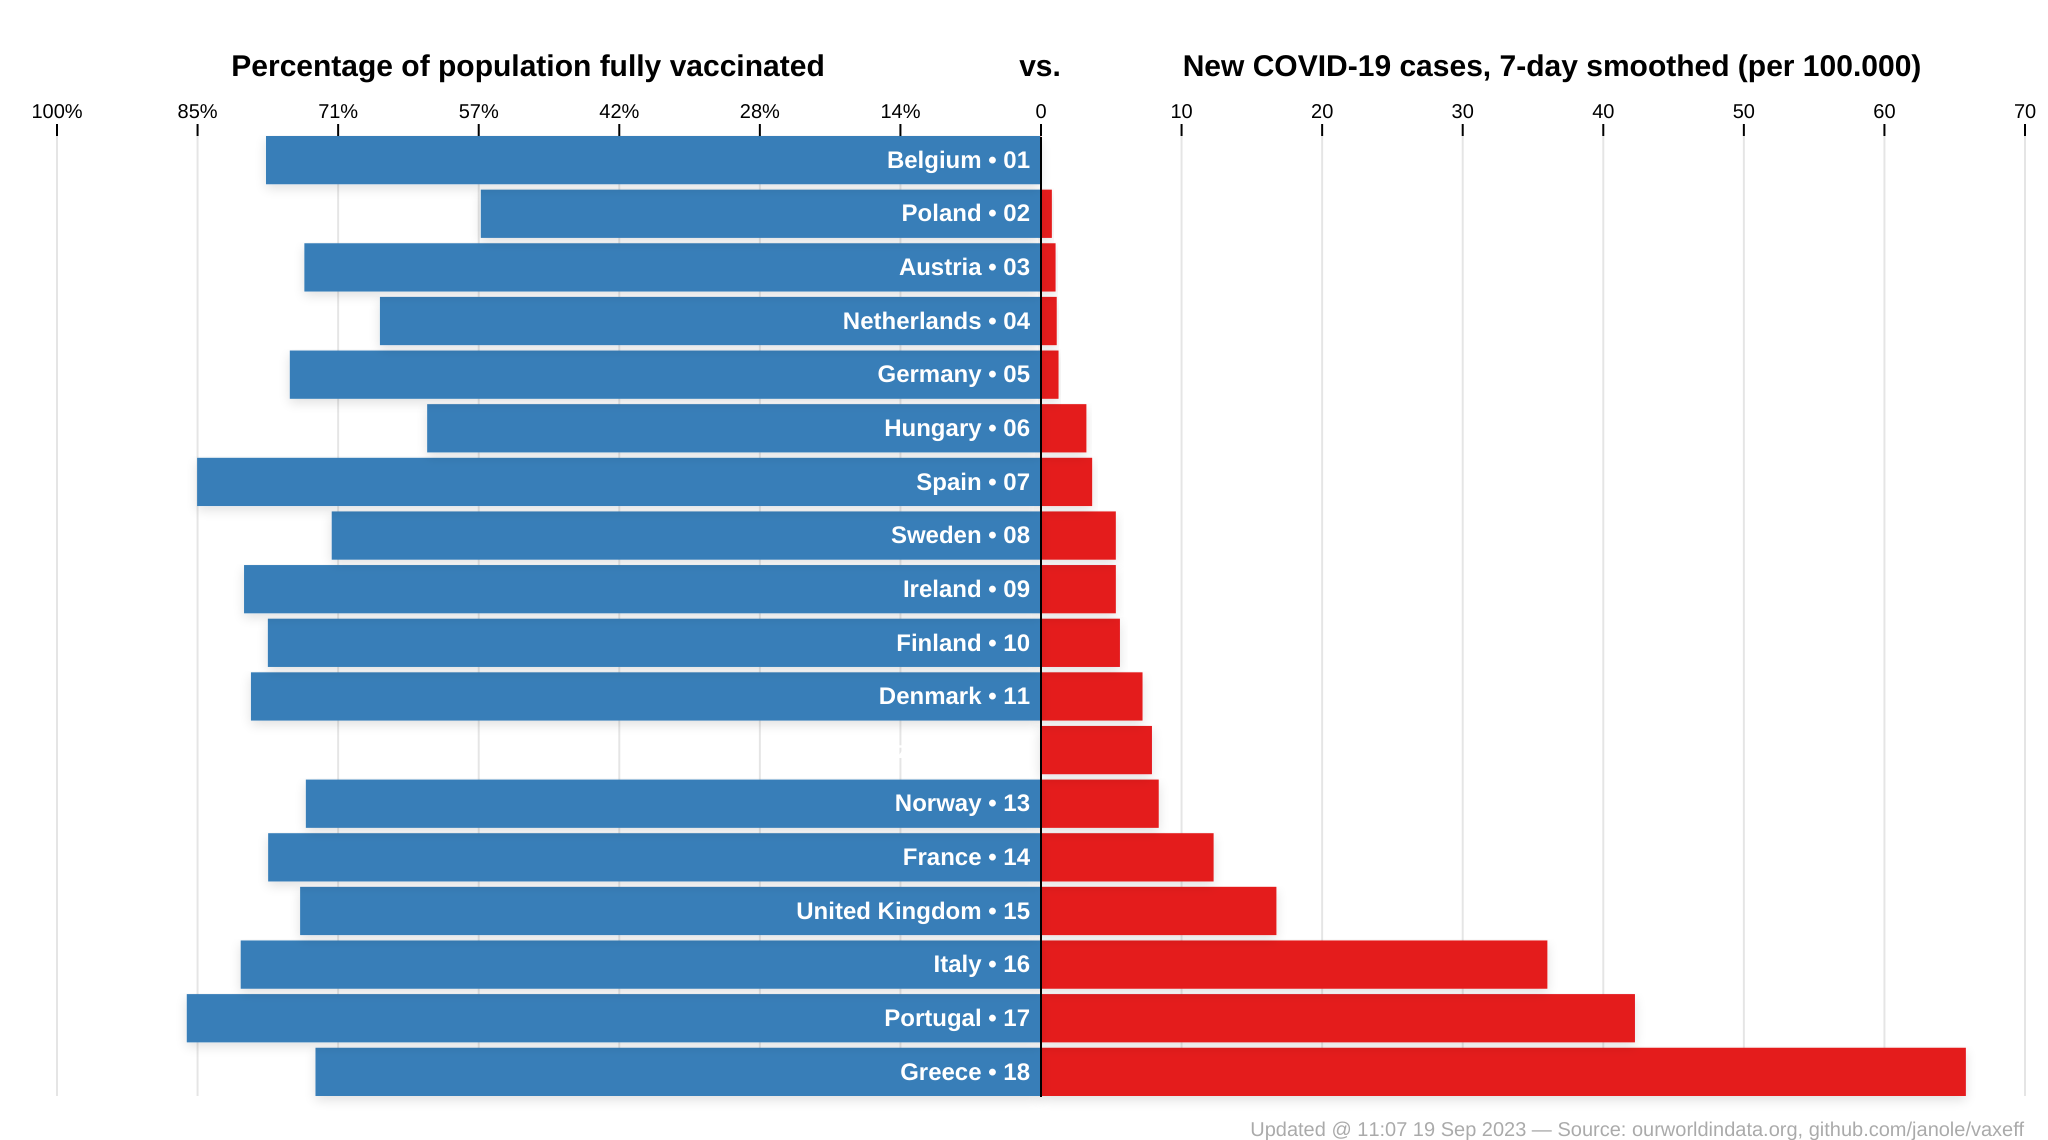 Percentage of population fully vaccinated vs. New COVID-19 cases, 7-day smoothed (per 100.000)
100% 85% 71% 57% 42% 28% 14% 0 10 20 30 40 50 60 70
Belgium • 01
Poland • 02
Austria • 03
Netherlands • 04
Germany • 05
Hungary • 06
Spain • 07
Sweden • 08
Ireland • 09
Finland • 10
Denmark • 11
Norway • 13
France • 14
United Kingdom • 15
Italy • 16
Portugal • 17
Greece • 18
Updated @ 11:07 19 Sep 2023 — Source: ourworldindata.org, github.com/janole/vaxeff